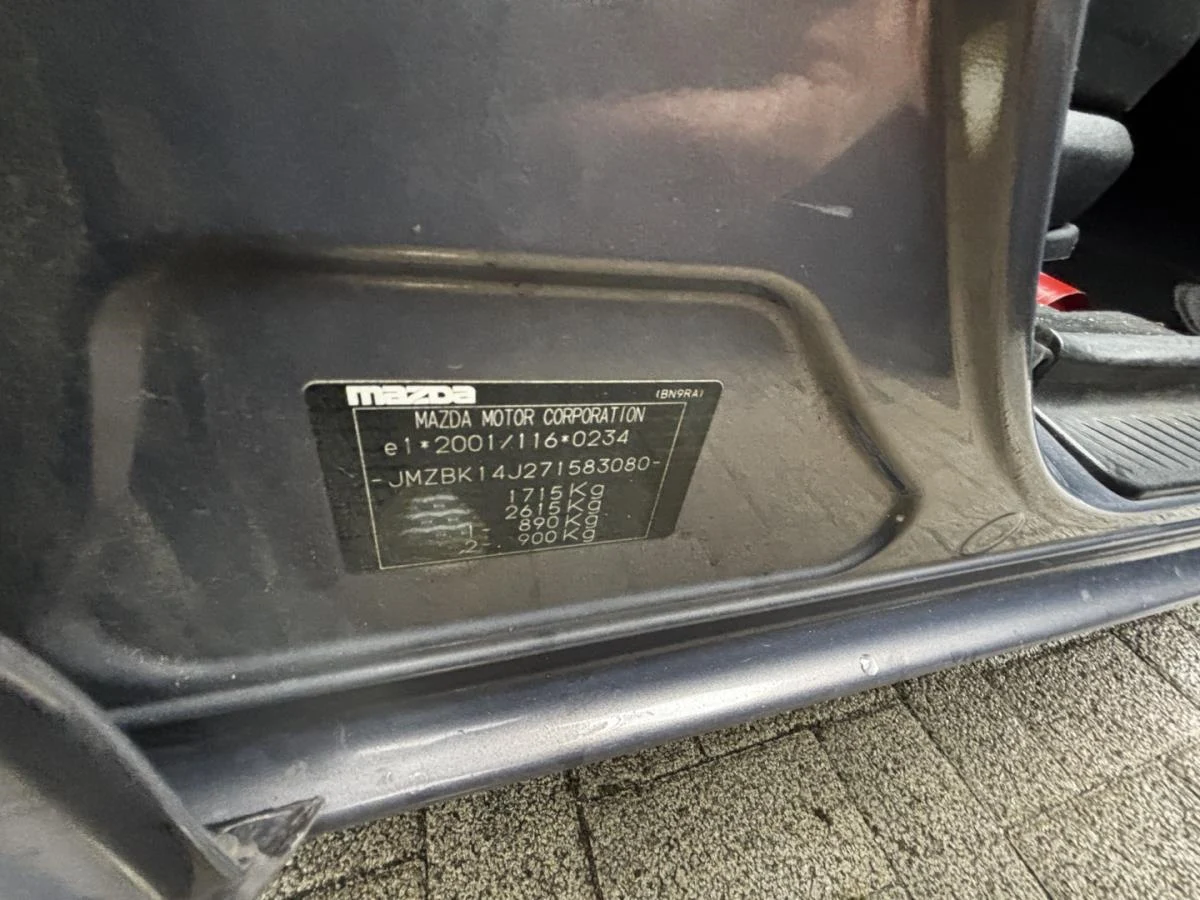 mazda
(BN9RA)
MAZDA MOTOR CORPORATION
e1*2001/116*0234
-JMZBK14J271583080-
1715Kg
2615Kg
1- 890Kg
2- 900Kg